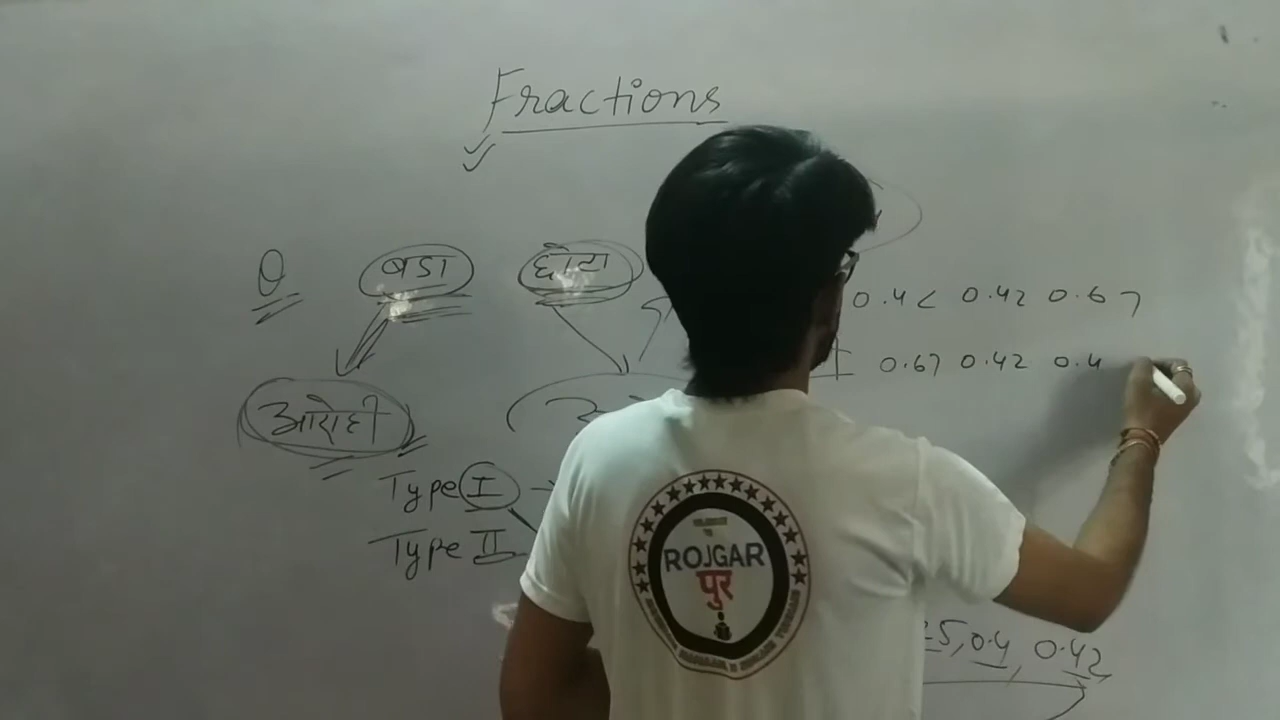 Fractions
Q बडा छोटा
0.4< 0.42 0.67
0.67 0.42 0.4
आरोही
Type I
Type II
5, 0.4, 0.42
ROJGAR
पुर